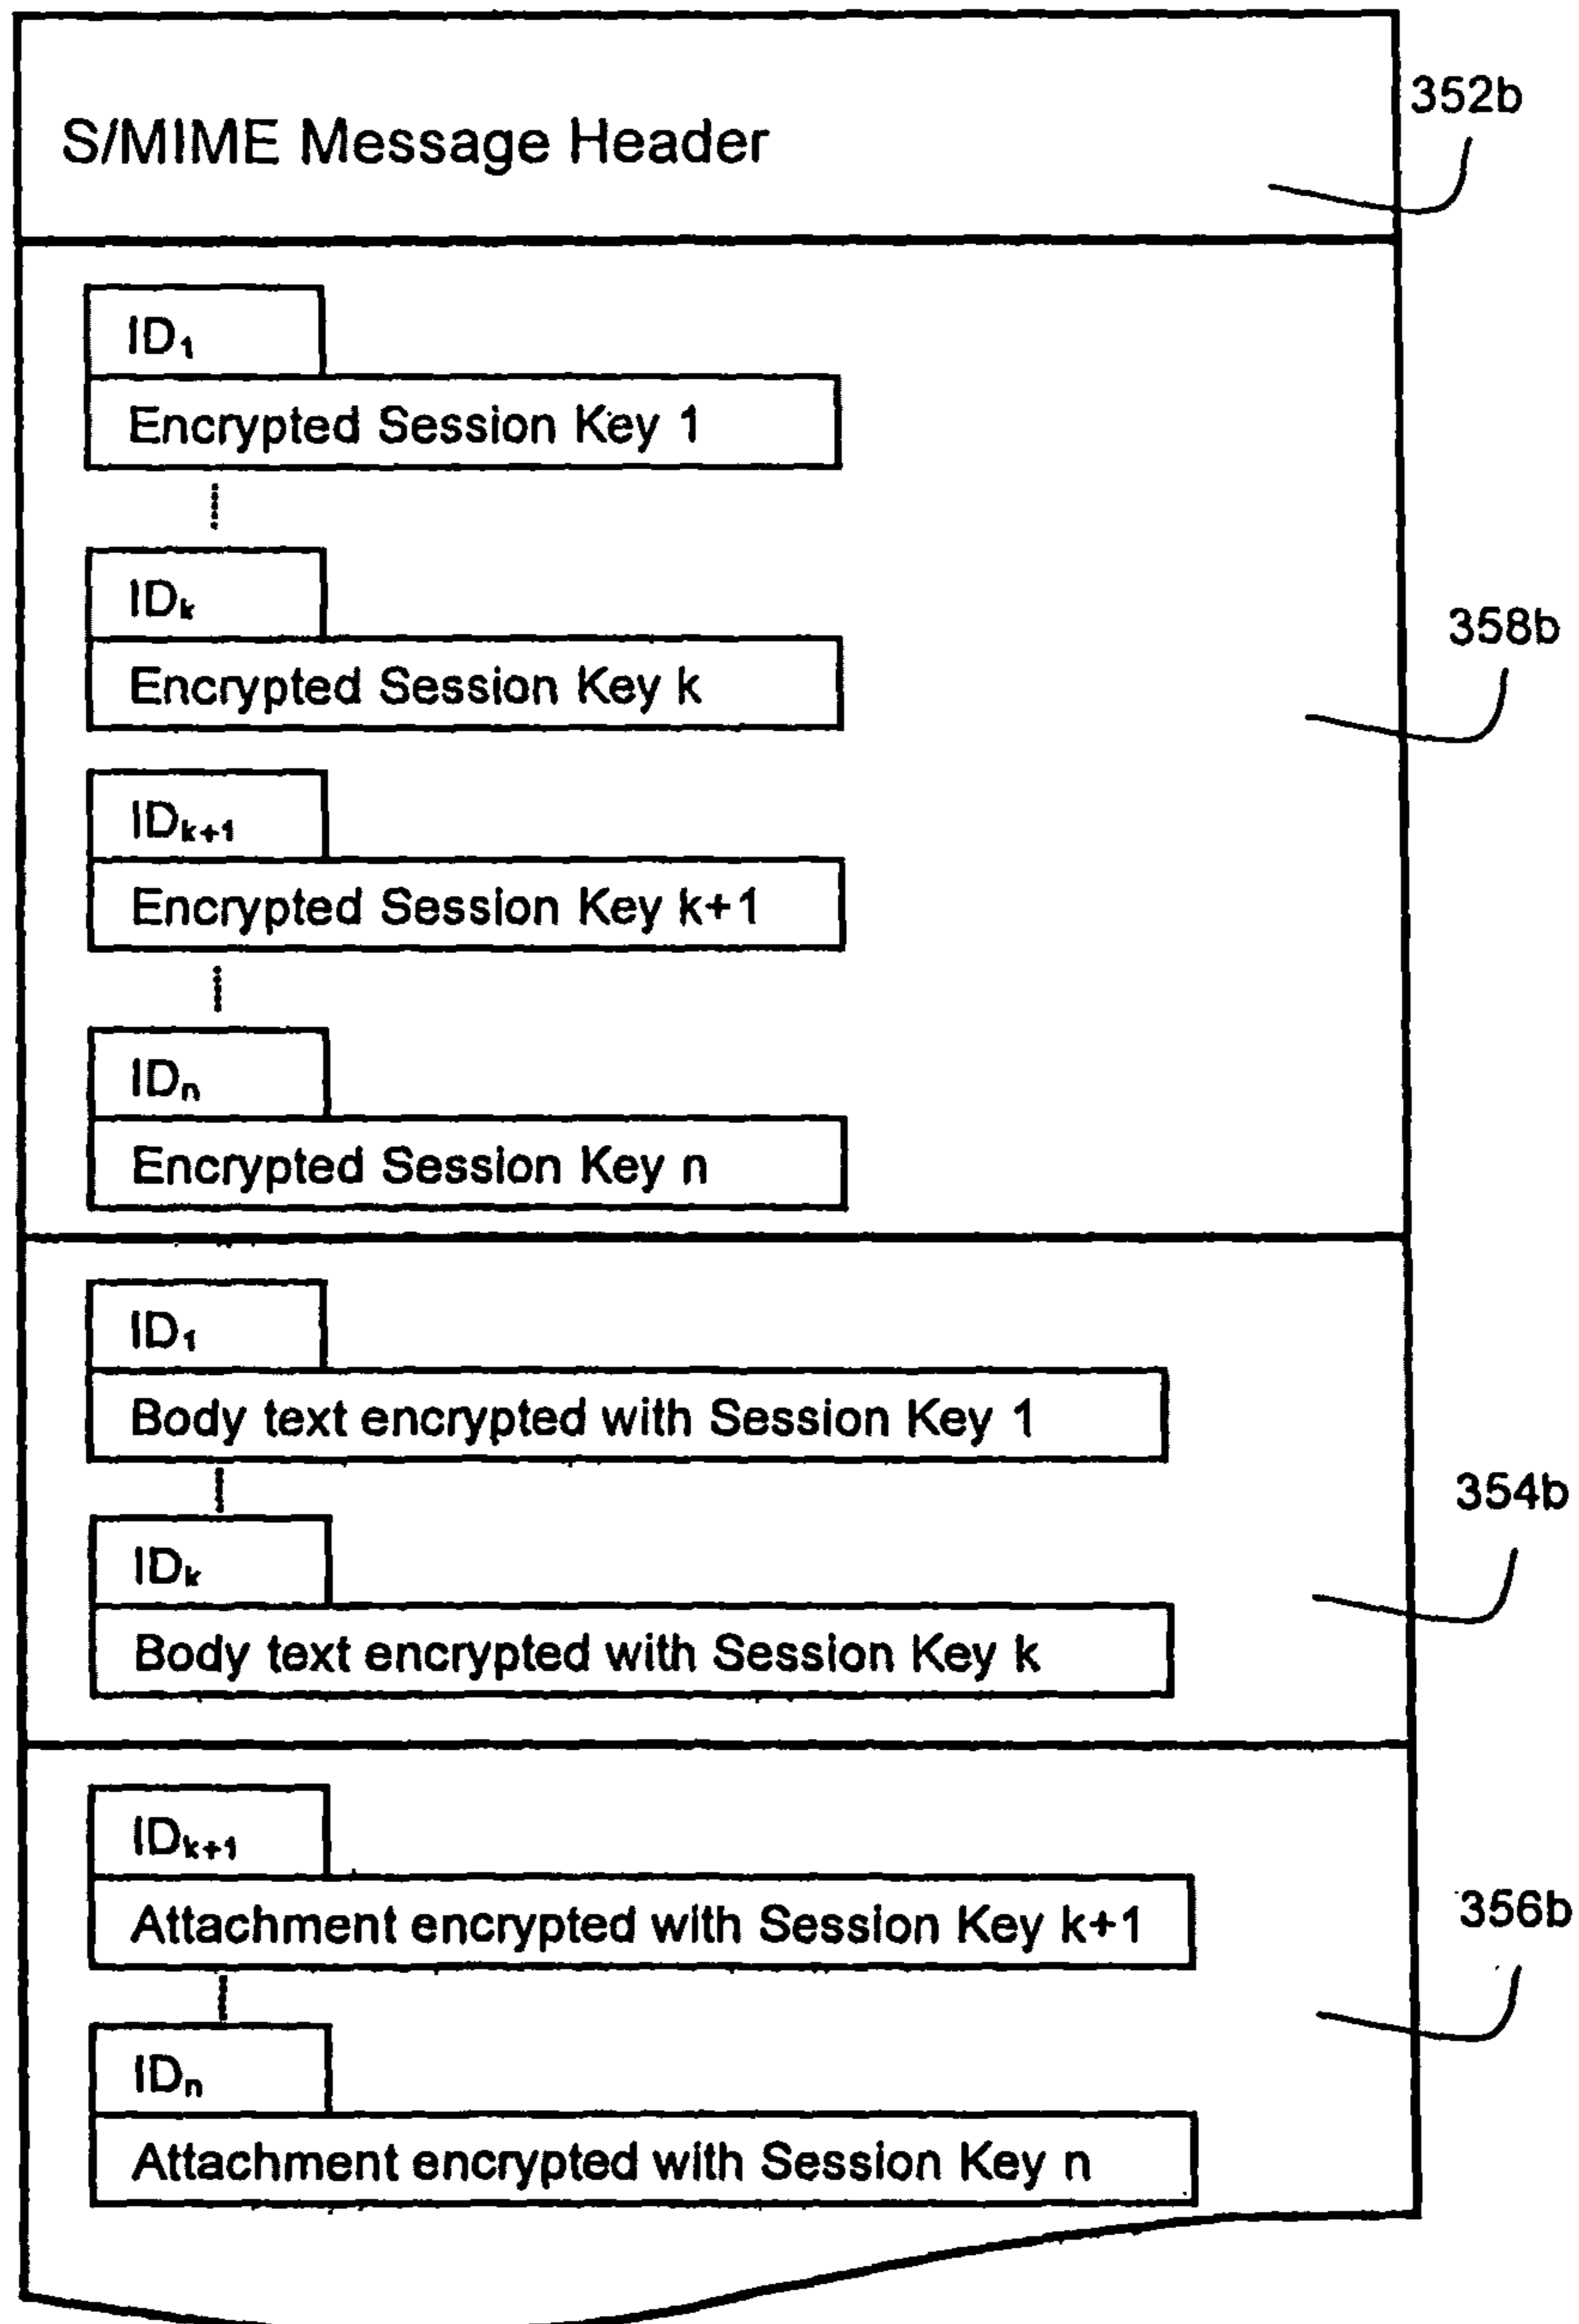 352b
S/MIME Message Header
ID₁
Encrypted Session Key 1
IDₖ
Encrypted Session Key k
358b
IDₖ₊₁
Encrypted Session Key k+1
IDₙ
Encrypted Session Key n
ID₁
Body text encrypted with Session Key 1
354b
IDₖ
Body text encrypted with Session Key k
IDₖ₊₁
Attachment encrypted with Session Key k+1
356b
IDₙ
Attachment encrypted with Session Key n